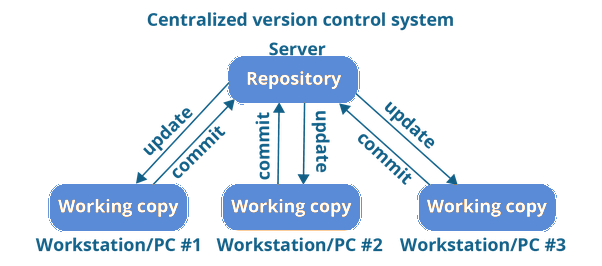 Centralized version control system
Server
Repository
update
commit
commit
update
update
commit
Working copy
Working copy
Working copy
Workstation/PC #1
Workstation/PC #2
Workstation/PC #3